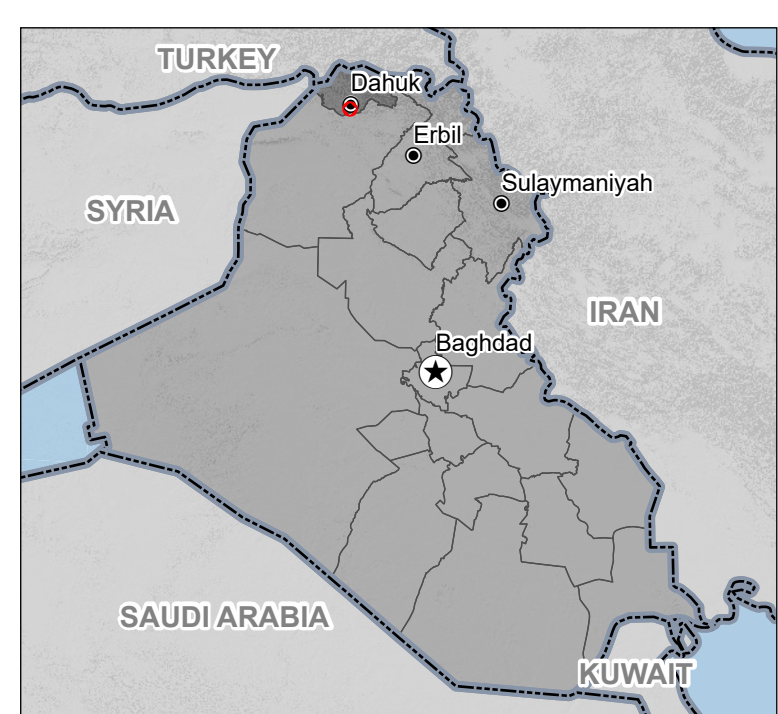 TURKEY
Dahuk
Erbil
Sulaymaniyah
SYRIA
IRAN
Baghdad
SAUDI ARABIA
KUWAIT